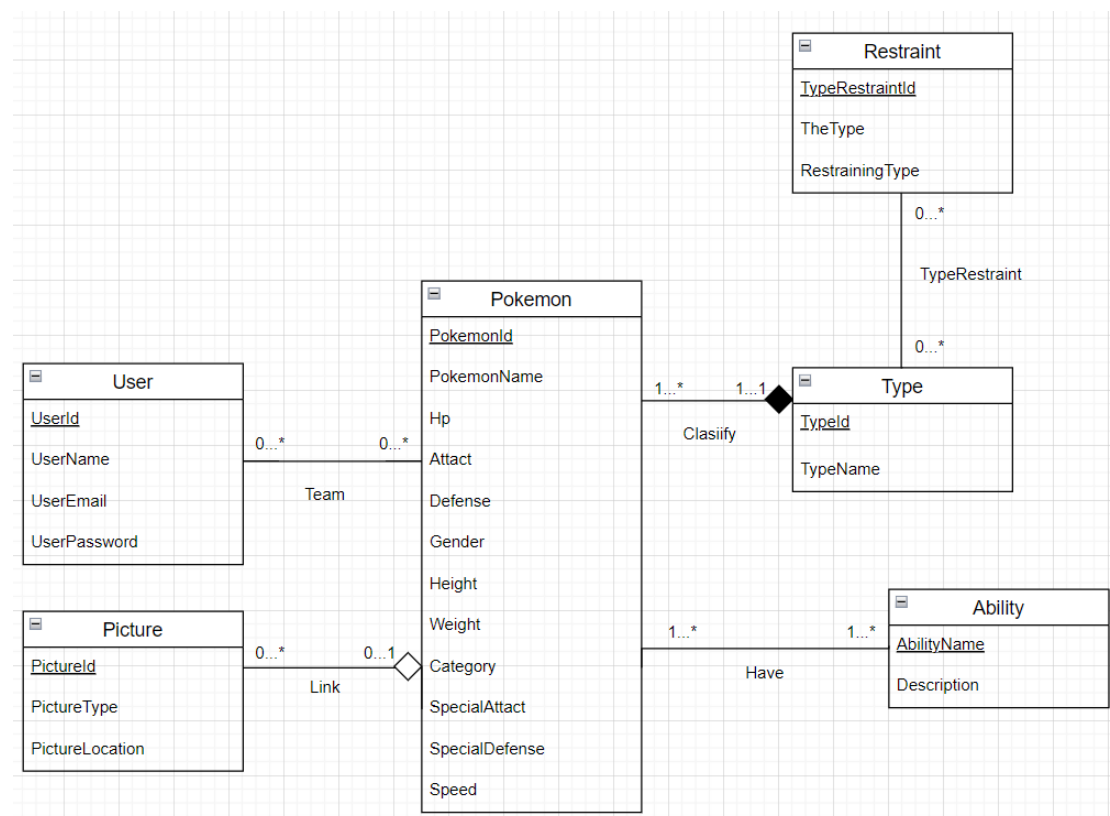 Restraint
TypeRestraintId
TheType
RestrainingType
0...*
TypeRestraint
0...*
Pokemon
PokemonId
PokemonName
Hp
Attact
Defense
Gender
Height
Weight
Category
SpecialAttact
SpecialDefense
Speed
User
UserId
UserName
UserEmail
UserPassword
0...* 0...*
Team
1...* 1...1
Clasiify
Type
TypeId
TypeName
Picture
PictureId
PictureType
PictureLocation
0...* 0...1
Link
1...* 1...*
Have
Ability
AbilityName
Description